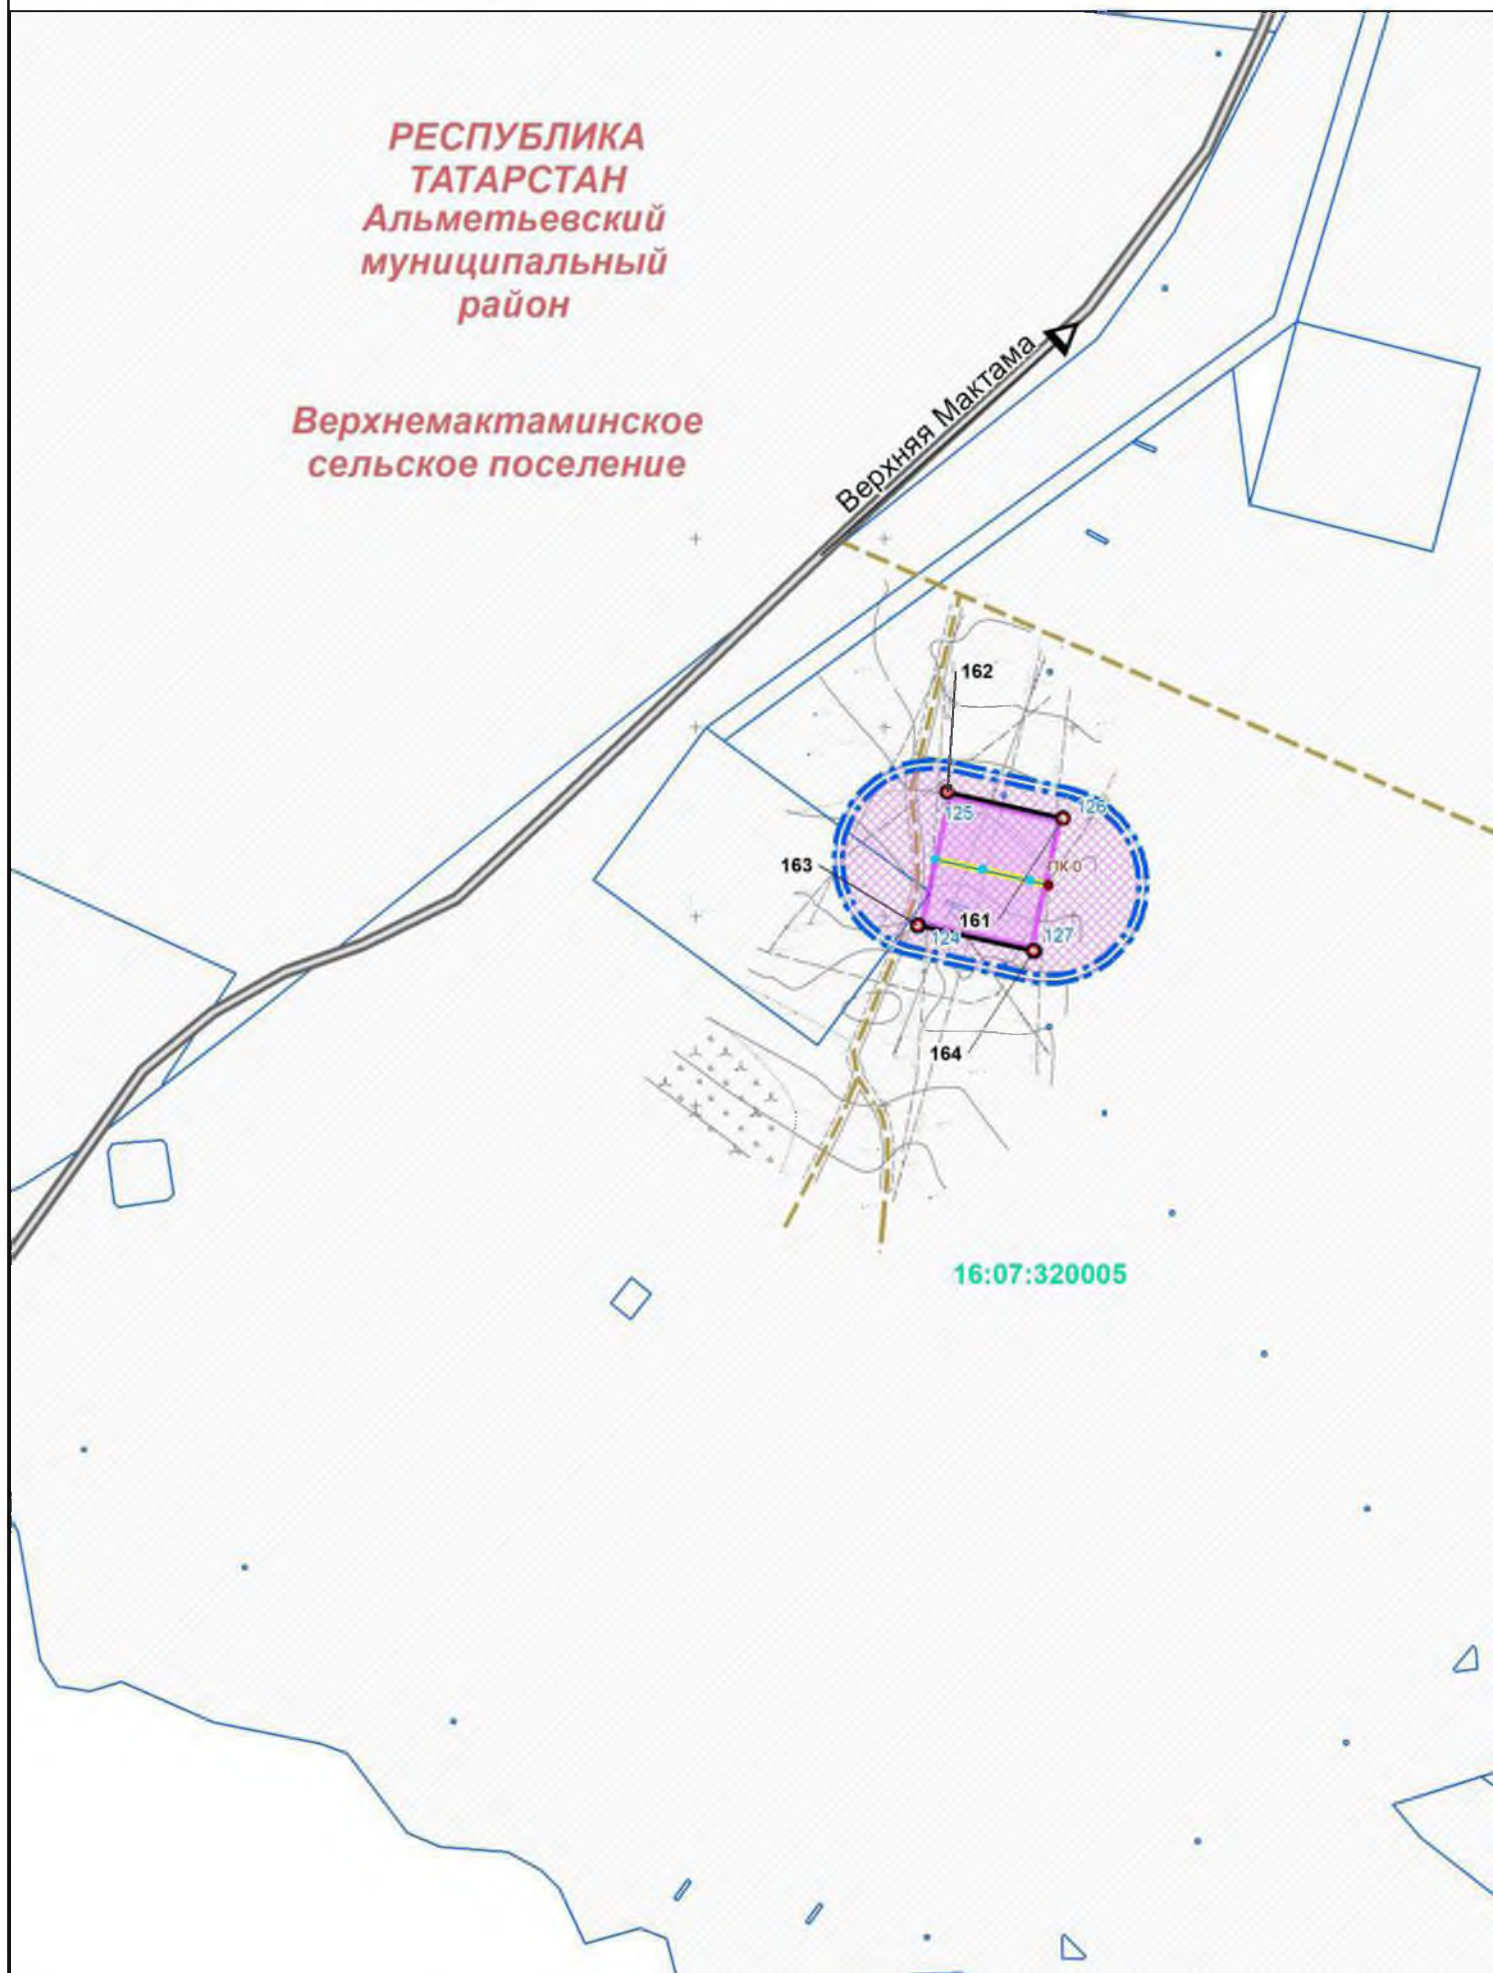 РЕСПУБЛИКА
ТАТАРСТАН
Альметьевский
муниципальный
район
Верхнемактаминское
сельское поселение
Верхняя Мактама
162
125
126
163
ПК-0
161
124
127
164
16:07:320005